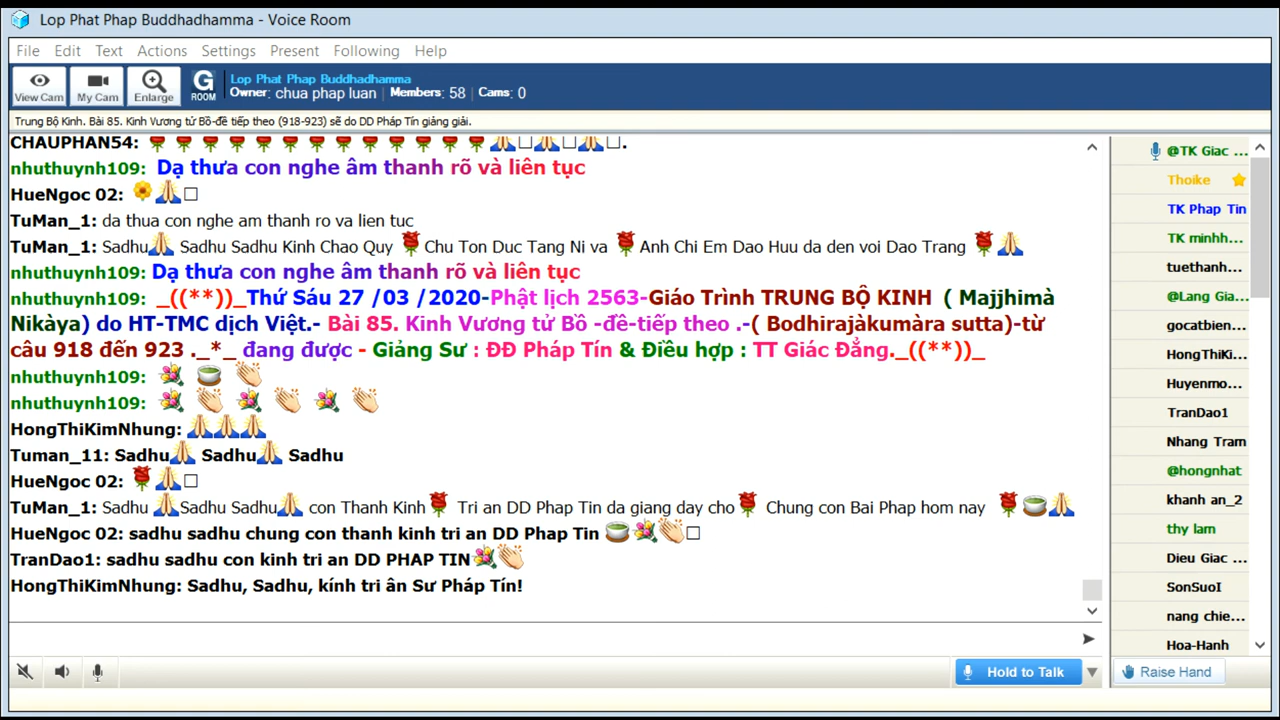 Lop Phat Phap Buddhadhamma - Voice Room
File Edit Text Actions Settings Present Following Help
View Cam My Cam Enlarge G ROOM
Lop Phat Phap Buddhadhamma
Owner: chua phap luan Members: 58 Cams: 0
Trung Bộ Kinh. Bài 85. Kinh Vương tử Bồ-đề tiếp theo (918-923) sẽ do DD Pháp Tín giảng giải.
CHAUPHAN54: 🌹🌹🌹🌹🌹🌹🌹🌹🌹🌹🌹🌹🌹🙏□🙏□🙏□.
nhuthuynh109: Dạ thưa con nghe âm thanh rõ và liên tục
HueNgoc 02: 🌼🙏□
TuMan_1: da thua con nghe am thanh ro va lien tuc
TuMan_1: Sadhu🙏 Sadhu Sadhu Kinh Chao Quy 🌹Chu Ton Duc Tang Ni va 🌹Anh Chi Em Dao Huu da den voi Dao Trang 🌹🙏
nhuthuynh109: Dạ thưa con nghe âm thanh rõ và liên tục
nhuthuynh109: _((**))_Thứ Sáu 27 /03 /2020-Phật lịch 2563-Giáo Trình TRUNG BỘ KINH ( Majjhimà
Nikàya) do HT-TMC dịch Việt.- Bài 85. Kinh Vương tử Bồ -đề-tiếp theo .-( Bodhirajàkumàra sutta)-từ
câu 918 đến 923 ._*_ đang được - Giảng Sư : ĐĐ Pháp Tín & Điều hợp : TT Giác Đẳng._((**))_
nhuthuynh109: 💐 🍵 👏
nhuthuynh109: 💐 👏 💐 👏 💐 👏
HongThiKimNhung: 🙏🙏🙏
Tuman_11: Sadhu🙏 Sadhu🙏 Sadhu
HueNgoc 02: 🌹🙏□
TuMan_1: Sadhu 🙏Sadhu Sadhu🙏 con Thanh Kinh🌹 Tri an DD Phap Tin da giang day cho🌹 Chung con Bai Phap hom nay 🌹🍵🙏
HueNgoc 02: sadhu sadhu chung con thanh kinh tri an DD Phap Tin 🍵💐👏□
TranDao1: sadhu sadhu con kinh tri an DD PHAP TIN💐👏
HongThiKimNhung: Sadhu, Sadhu, kính tri ân Sư Pháp Tín!
@TK Giac ...
Thoike
TK Phap Tin
TK minhh...
tuethanh...
@Lang Gia...
gocatbien...
HongThiKi...
Huyenmo...
TranDao1
Nhang Tram
@hongnhat
khanh an_2
thy lam
Dieu Giac ...
SonSuoI
nang chie...
Hoa-Hanh
Hold to Talk
Raise Hand